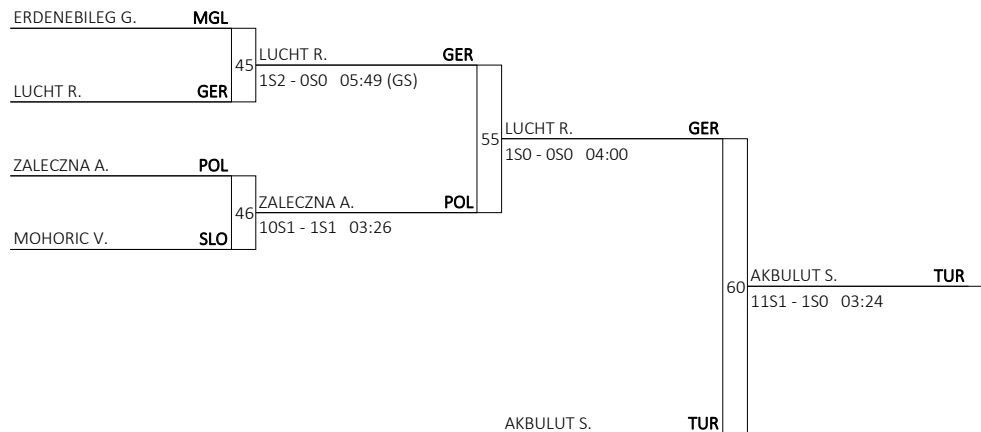 ERDENEBILEG G. MGL
45
LUCHT R. GER
1S2 - 0S0 05:49 (GS)
LUCHT R. GER
55
LUCHT R. GER
1S0 - 0S0 04:00
ZALECZNA A. POL
46
ZALECZNA A. POL
10S1 - 1S1 03:26
MOHORIC V. SLO
60
AKBULUT S. TUR
11S1 - 1S0 03:24
AKBULUT S. TUR